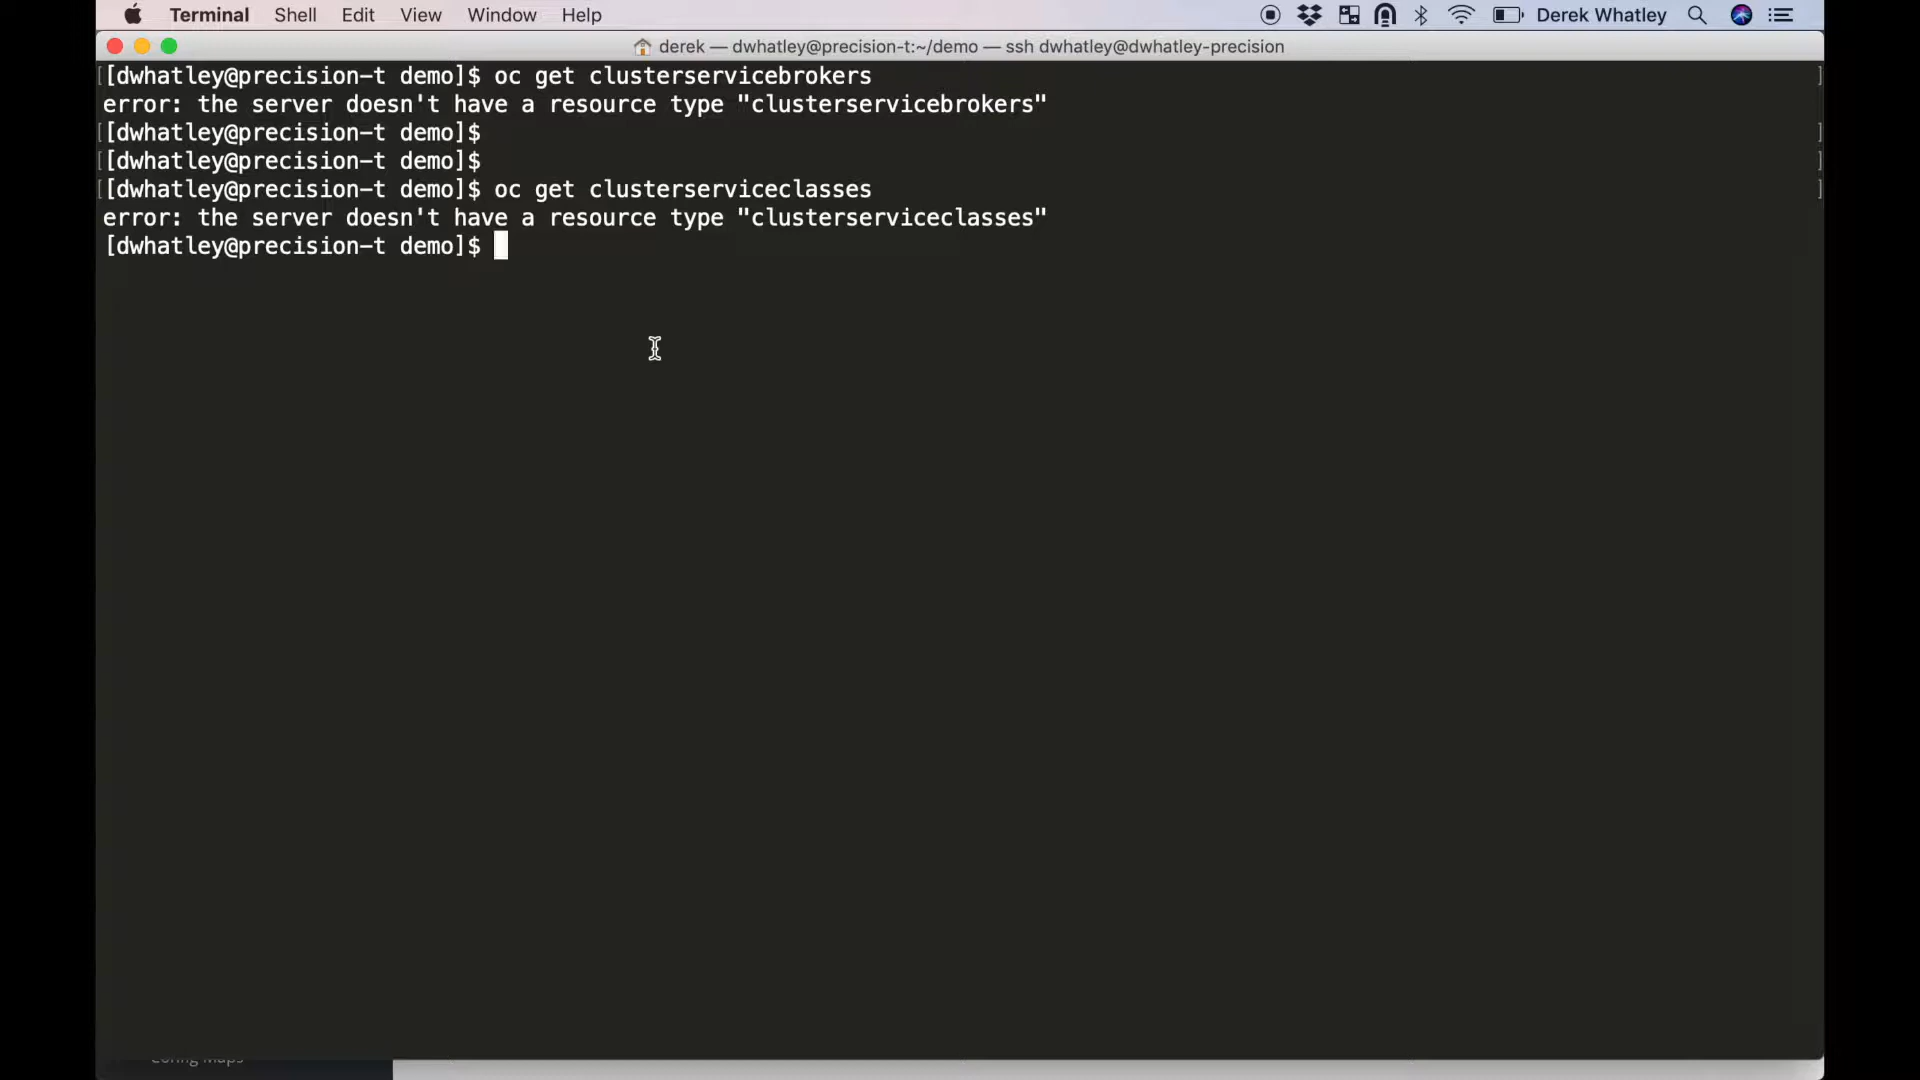 Terminal Shell Edit View Window Help Derek Whatley
derek — dwhatley@precision-t:~/demo — ssh dwhatley@dwhatley-precision
[dwhatley@precision-t demo]$ oc get clusterservicebrokers
error: the server doesn't have a resource type "clusterservicebrokers"
[dwhatley@precision-t demo]$
[dwhatley@precision-t demo]$
[dwhatley@precision-t demo]$ oc get clusterserviceclasses
error: the server doesn't have a resource type "clusterserviceclasses"
[dwhatley@precision-t demo]$
Config Maps